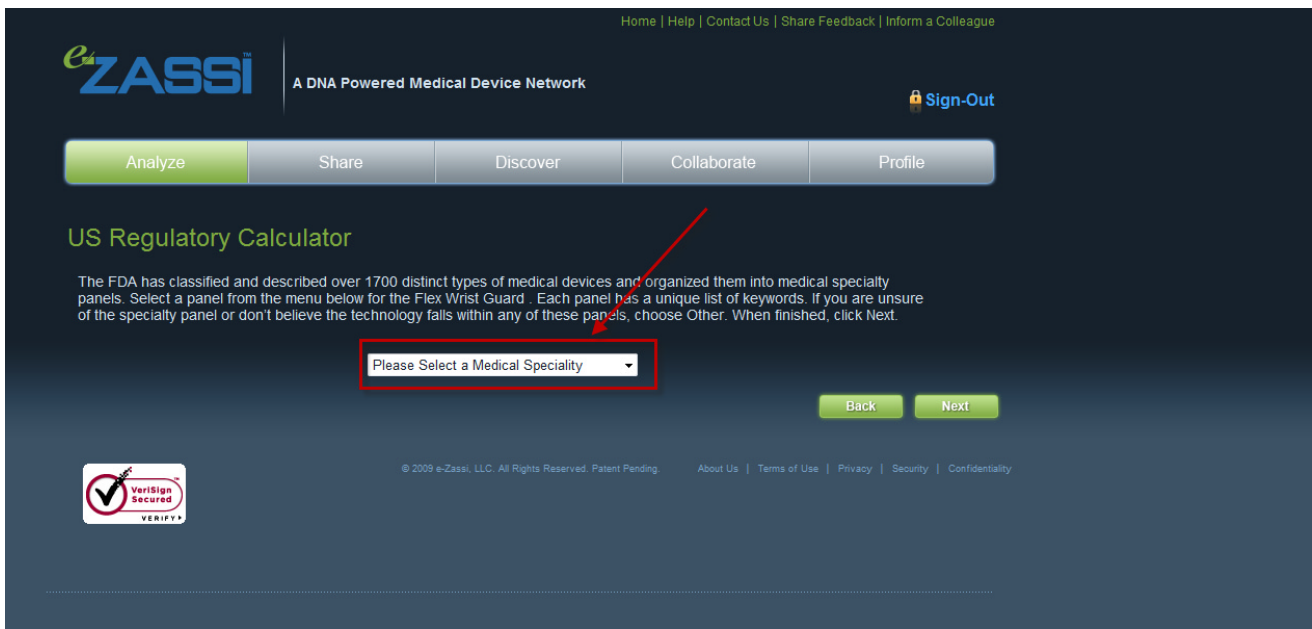 Home | Help | Contact Us | Share Feedback | Inform a Colleague
e-ZASSI™
A DNA Powered Medical Device Network
Sign-Out
Analyze Share Discover Collaborate Profile
US Regulatory Calculator
The FDA has classified and described over 1700 distinct types of medical devices and organized them into medical specialty
panels. Select a panel from the menu below for the Flex Wrist Guard . Each panel has a unique list of keywords. If you are unsure
of the specialty panel or don't believe the technology falls within any of these panels, choose Other. When finished, click Next.
Please Select a Medical Speciality
Back Next
© 2009 e-Zassi, LLC. All Rights Reserved. Patent Pending. About Us | Terms of Use | Privacy | Security | Confidentiality
VeriSign
Secured
VERIFY